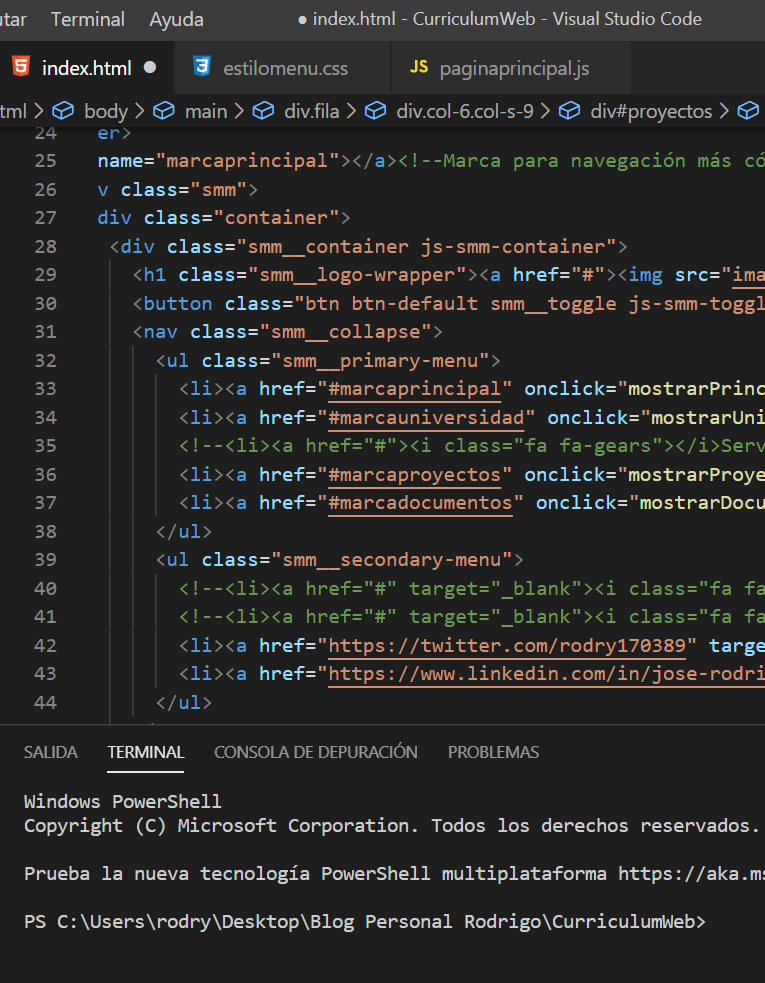 Terminal Ayuda ● index.html - CurriculumWeb - Visual Studio Code
index.html ● estilomenu.css JS paginaprincipal.js
body > main > div.fila > div.col-6.col-s-9 > div#proyectos >
24 er>
25 name="marcaprincipal"></a><!--Marca para navegación más
26 v class="smm">
27 div class="container">
28 <div class="smm__container js-smm-container">
29 <h1 class="smm__logo-wrapper"><a href="#"><img src="ima
30 <button class="btn btn-default smm__toggle js-smm-toggl
31 <nav class="smm__collapse">
32 <ul class="smm__primary-menu">
33 <li><a href="#marcaprincipal" onclick="mostrarPrinc
34 <li><a href="#marcauniversidad" onclick="mostrarUni
35 <!--<li><a href="#"><i class="fa fa-gears"></i>Serv
36 <li><a href="#marcaproyectos" onclick="mostrarProye
37 <li><a href="#marcadocumentos" onclick="mostrarDocu
38 </ul>
39 <ul class="smm__secondary-menu">
40 <!--<li><a href="#" target="_blank"><i class="fa fa
41 <!--<li><a href="#" target="_blank"><i class="fa fa
42 <li><a href="https://twitter.com/rodry170389" targe
43 <li><a href="https://www.linkedin.com/in/jose-rodri
44 </ul>
SALIDA TERMINAL CONSOLA DE DEPURACIÓN PROBLEMAS
Windows PowerShell
Copyright (C) Microsoft Corporation. Todos los derechos reservados.
Prueba la nueva tecnología PowerShell multiplataforma https://aka.ms
PS C:\Users\rodry\Desktop\Blog Personal Rodrigo\CurriculumWeb>